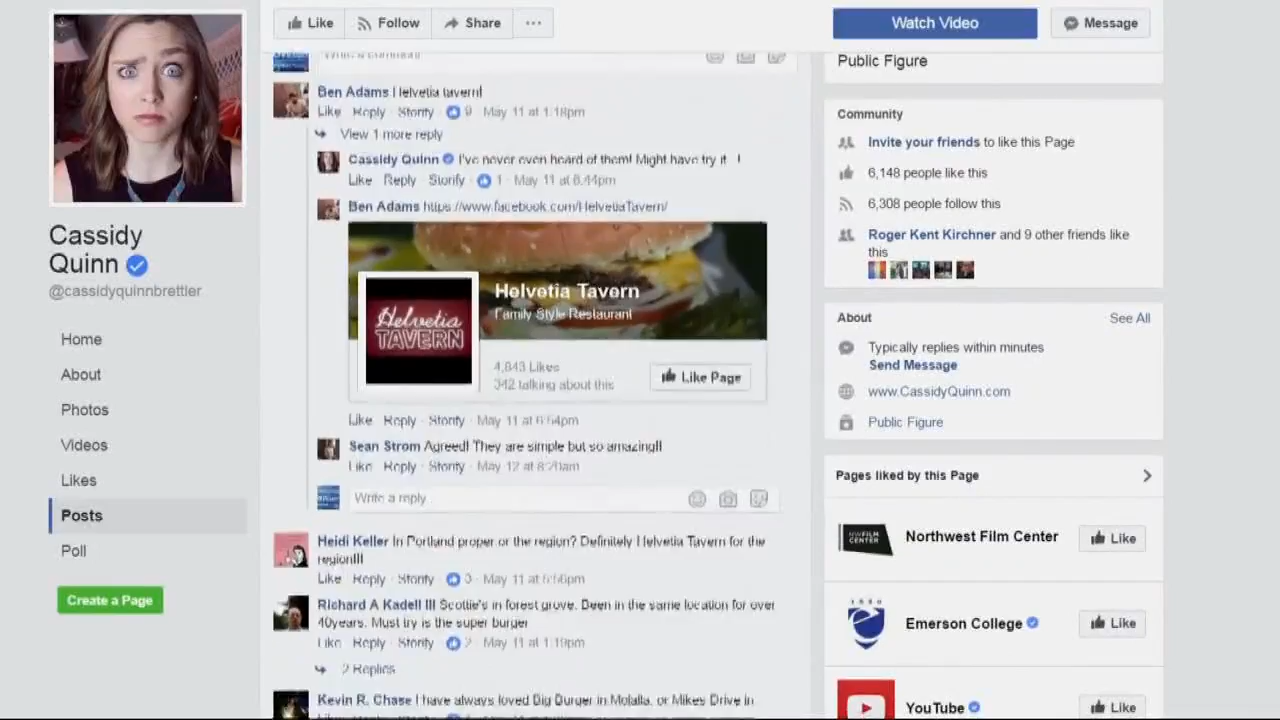 Like
Follow
Share
...
Watch Video
Message
Cassidy
Quinn
@cassidyquinnbrettler
Home
About
Photos
Videos
Likes
Posts
Poll
Create a Page
Write a comment
Ben Adams Helvetia tavern!
Like Reply Storify 9 May 11 at 1:18pm
View 1 more reply
Cassidy Quinn I've never even heard of them! Might have try it !
Like · Reply · Storify · 1 · May 11 at 6:44pm
Ben Adams https://www.facebook.com/HelvetiaTavern/
Helvetia
TAVERN
Helvetia Tavern
Family Style Restaurant
4,843 Likes
342 talking about this
Like Page
Like · Reply · Storify · May 11 at 6:54pm
Sean Strom Agreed! They are simple but so amazing!!
Like · Reply · Storify · May 12 at 8:20am
Write a reply
Heidi Keller In Portland proper or the region? Definitely Helvetia Tavern for the
region!!!
Like · Reply · Storify · 3 · May 11 at 6:56pm
Richard A Kadell III Scottie's in forest grove. Been in the same location for over
40years. Must try is the super burger
Like · Reply · Storify · 2 · May 11 at 1:19pm
2 Replies
Kevin R. Chase I have always loved Big Burger in Molalla, or Mikes Drive in
Public Figure
Community
Invite your friends to like this Page
6,148 people like this
6,308 people follow this
Roger Kent Kirchner and 9 other friends like
this
About
See All
Typically replies within minutes
Send Message
www.CassidyQuinn.com
Public Figure
Pages liked by this Page
NW FILM
CENTER
Northwest Film Center
Like
1880
Emerson College
Like
YouTube
Like